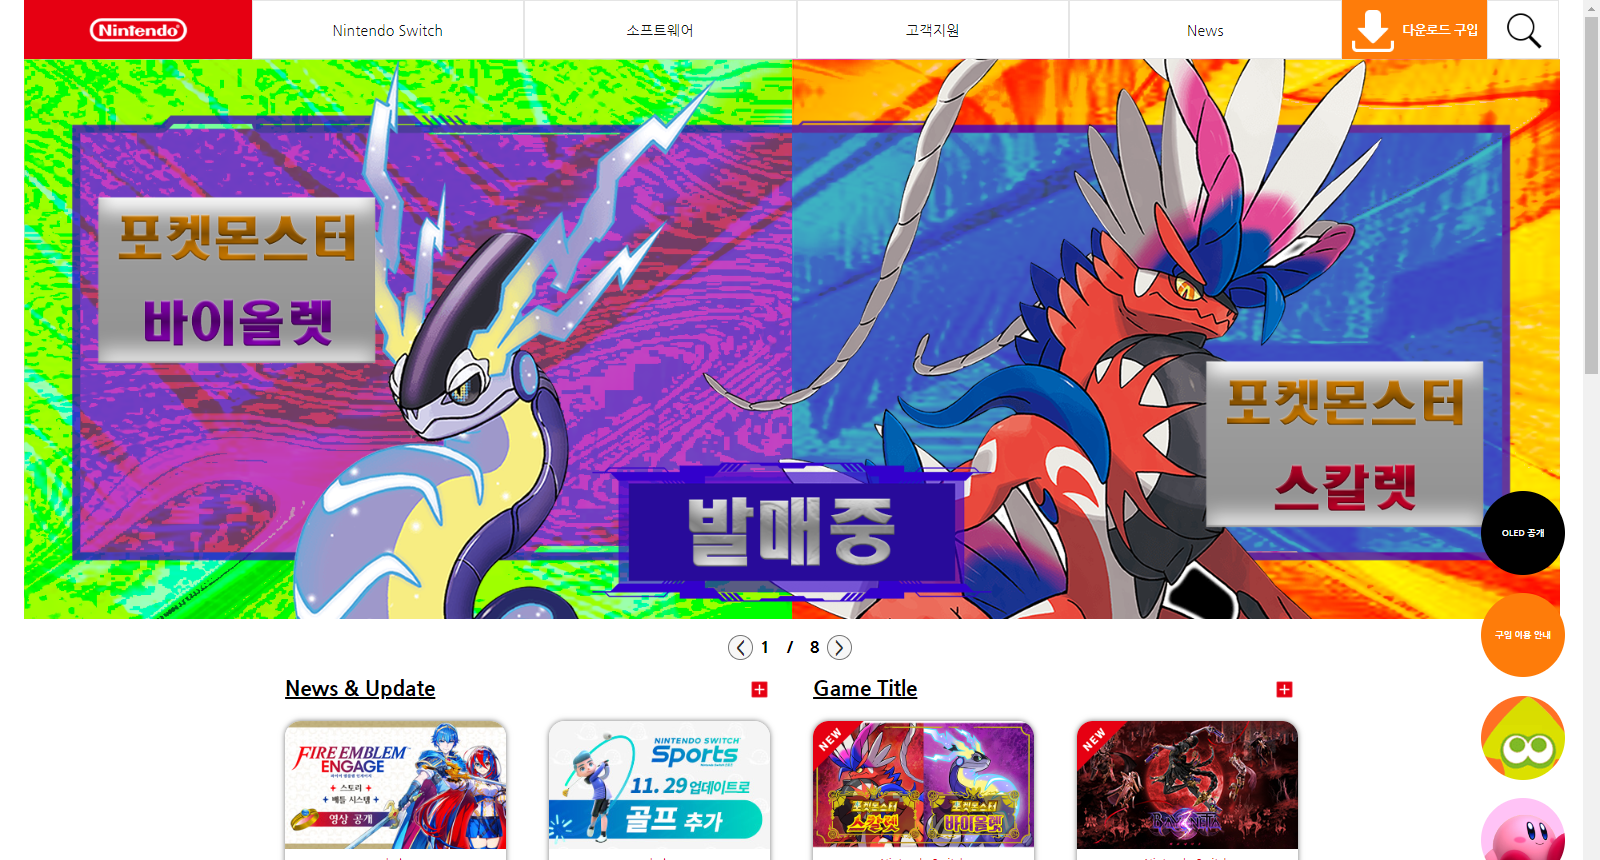 Nintendo
Nintendo Switch
소프트웨어
고객지원
News
다운로드 구입
포켓몬스터
바이올렛
포켓몬스터
스칼렛
발매중
OLED 공개
구입 이용 안내
1 / 8
News & Update
Game Title
FIRE EMBLEM
ENGAGE
스토리
배틀 시스템
영상 공개
NINTENDO SWITCH
Sports
11. 29 업데이트로
골프 추가
NEW
포켓몬스터
스칼렛
포켓몬스터
바이올렛
NEW
BAYONETTA